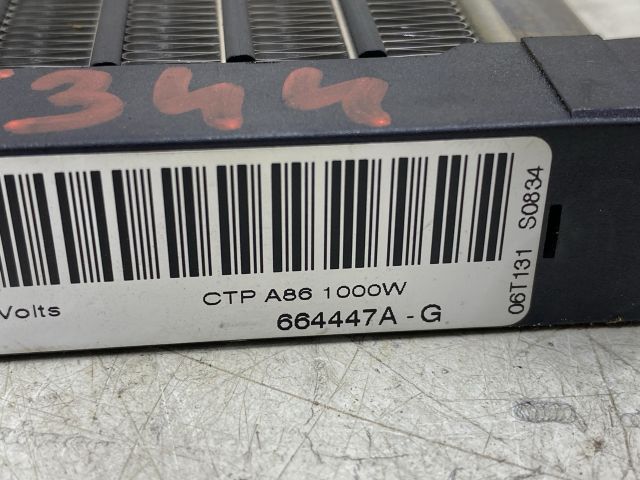 344
Volts
CTP A86 1000W
664447A - G
06T131 S0834